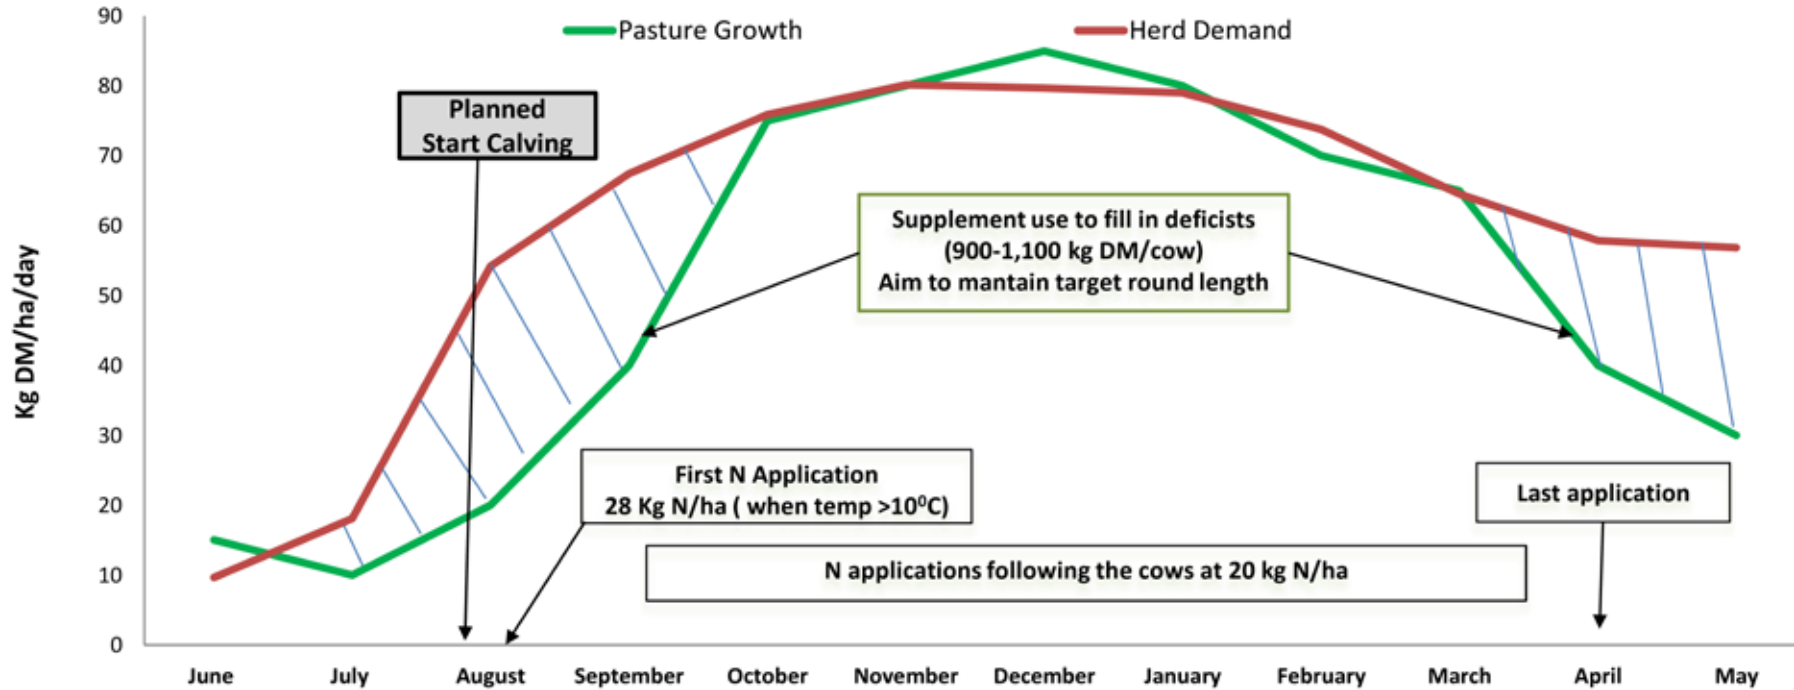 90
Pasture Growth
Herd Demand
80
Planned
Start Calving
70
60
Supplement use to fill in deficists
(900-1,100 kg DM/cow)
Aim to mantain target round length
50
40
30
First N Application
28 Kg N/ha ( when temp >10⁰C)
Last application
20
10
N applications following the cows at 20 kg N/ha
0
Kg DM/ha/day
June July August September October November December January February March April May